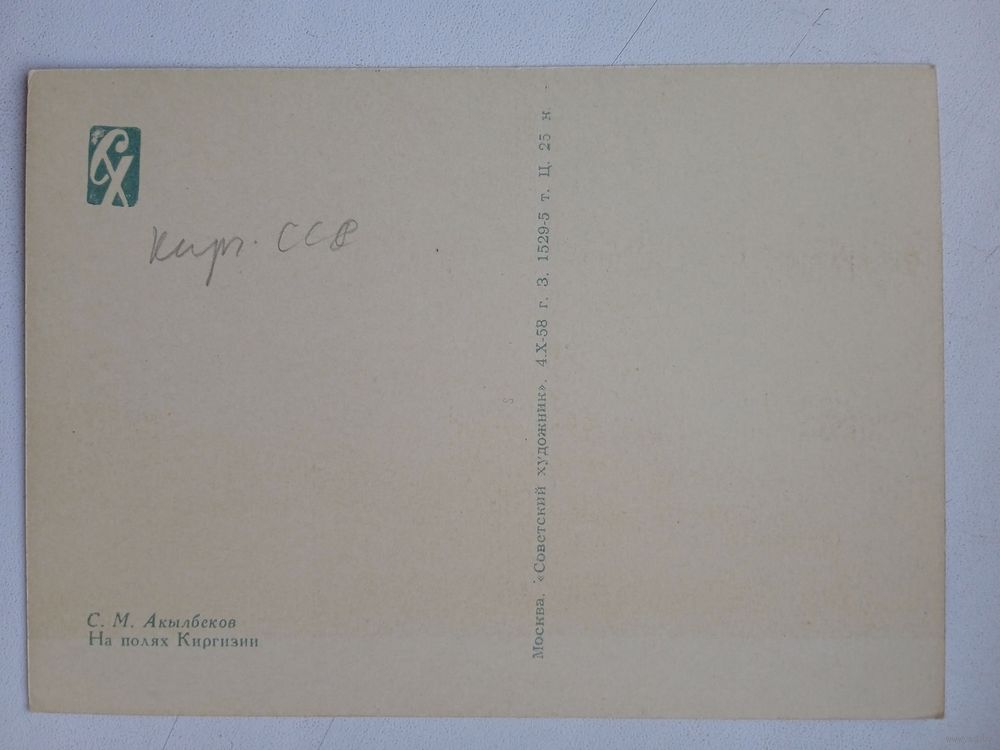 СХ
Кирг. ССР
С. М. Акылбеков
На полях Киргизии
Москва. «Советский художник». 4.X-58 г. З. 1529-5 т. Ц. 25 к.